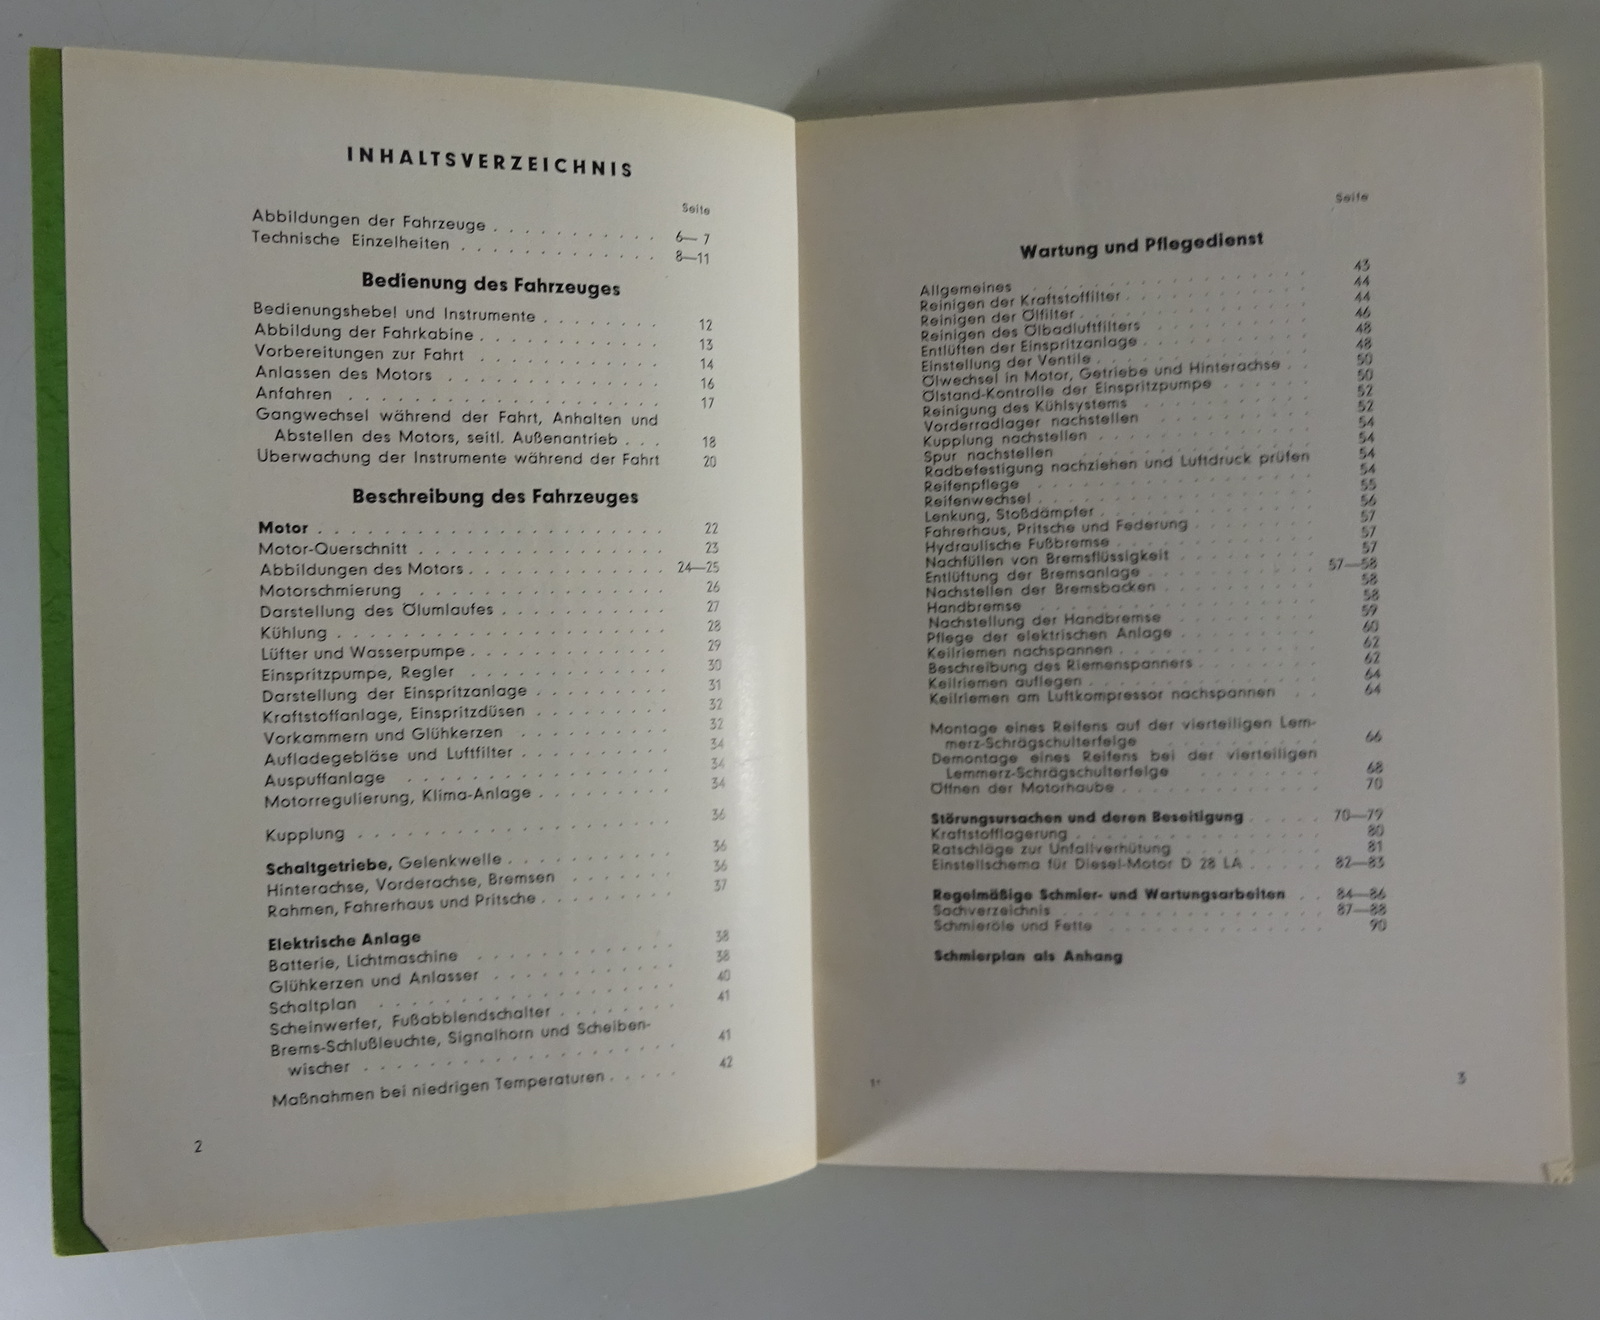 INHALTSVERZEICHNIS
Seite
Abbildungen der Fahrzeuge . . . . . . . . . . . 6—7
Technische Einzelheiten . . . . . . . . . . . . . 8—11
Bedienung des Fahrzeuges
Bedienungshebel und Instrumente . . . . . . . 12
Abbildung der Fahrkabine . . . . . . . . . . . . 13
Vorbereitungen zur Fahrt . . . . . . . . . . . . 14
Anlassen des Motors . . . . . . . . . . . . . . 16
Anfahren . . . . . . . . . . . . . . . . . . . 17
Gangwechsel während der Fahrt, Anhalten und
Abstellen des Motors, seitl. Außenantrieb . . . 18
Überwachung der Instrumente während der Fahrt 20
Beschreibung des Fahrzeuges
Motor . . . . . . . . . . . . . . . . . . . . . 22
Motor-Querschnitt . . . . . . . . . . . . . . . 23
Abbildungen des Motors . . . . . . . . . . . . 24—25
Motorschmierung . . . . . . . . . . . . . . . 26
Darstellung des Ölumlaufes . . . . . . . . . . 27
Kühlung . . . . . . . . . . . . . . . . . . . . 28
Lüfter und Wasserpumpe . . . . . . . . . . . . 29
Einspritzpumpe, Regler . . . . . . . . . . . . 30
Darstellung der Einspritzanlage . . . . . . . . 31
Kraftstoffanlage, Einspritzdüsen . . . . . . . . 32
Vorkammern und Glühkerzen . . . . . . . . . . 32
Aufladegebläse und Luftfilter . . . . . . . . . 34
Auspuffanlage . . . . . . . . . . . . . . . . 34
Motorregulierung, Klima-Anlage . . . . . . . . 34
Kupplung . . . . . . . . . . . . . . . . . . . 36
Schaltgetriebe, Gelenkwelle . . . . . . . . . . 36
Hinterachse, Vorderachse, Bremsen . . . . . . 36
Rahmen, Fahrerhaus und Pritsche . . . . . . . . 37
Elektrische Anlage
Batterie, Lichtmaschine . . . . . . . . . . . . 38
Glühkerzen und Anlasser . . . . . . . . . . . 38
Schaltplan . . . . . . . . . . . . . . . . . . 40
Scheinwerfer, Fußabblendschalter . . . . . . . 41
Brems-Schlußleuchte, Signalhorn und Scheiben-
wischer . . . . . . . . . . . . . . . . . . . 41
Maßnahmen bei niedrigen Temperaturen . . . . . 42
2
Seite
Wartung und Pflegedienst
Allgemeines . . . . . . . . . . . . . . . . 43
Reinigen der Kraftstoffilter . . . . . . . . . . 44
Reinigen der Ölfilter . . . . . . . . . . . . . 44
Reinigen des Ölbadluftfilters . . . . . . . . . 46
Entlüften der Einspritzanlage . . . . . . . . . 48
Einstellung der Ventile . . . . . . . . . . . . 48
Ölwechsel in Motor, Getriebe und Hinterachse . . 50
Ölstand-Kontrolle der Einspritzpumpe . . . . . . 50
Reinigung des Kühlsystems . . . . . . . . . . 52
Vorderradlager nachstellen . . . . . . . . . . 52
Kupplung nachstellen . . . . . . . . . . . . . 54
Spur nachstellen . . . . . . . . . . . . . . 54
Radbefestigung nachziehen und Luftdruck prüfen 54
Reifenpflege . . . . . . . . . . . . . . . . 54
Reifenwechsel . . . . . . . . . . . . . . . . 55
Lenkung, Stoßdämpfer . . . . . . . . . . . . 56
Fahrerhaus, Pritsche und Federung . . . . . . . 57
Hydraulische Fußbremse . . . . . . . . . . . . 57
Nachfüllen von Bremsflüssigkeit . . . . . . . . 57
Entlüftung der Bremsanlage . . . . . . . . . . 57—58
Nachstellen der Bremsbacken . . . . . . . . . 58
Handbremse . . . . . . . . . . . . . . . . 58
Nachstellung der Handbremse . . . . . . . . . 59
Pflege der elektrischen Anlage . . . . . . . . 60
Keilriemen nachspannen . . . . . . . . . . . . 62
Beschreibung des Riemenspanners . . . . . . . 62
Keilriemen auflegen . . . . . . . . . . . . . 64
Keilriemen am Luftkompressor nachspannen . . 64
Montage eines Reifens auf der vierteiligen Lem-
merz-Schrägschulterfelge . . . . . . . . . 66
Demontage eines Reifens bei der vierteiligen
Lemmerz-Schrägschulterfelge . . . . . . . 68
Öffnen der Motorhaube . . . . . . . . . . . . 70
Störungsursachen und deren Beseitigung . . . . 70—79
Kraftstofflagerung . . . . . . . . . . . . . . 80
Ratschläge zur Unfallverhütung . . . . . . . . 81
Einstellschema für Diesel-Motor D 28 LA . . . . . 82—83
Regelmäßige Schmier- und Wartungsarbeiten . . 84—86
Sachverzeichnis . . . . . . . . . . . . . . . 87—88
Schmieröle und Fette . . . . . . . . . . . . . 90
Schmierplan als Anhang
1*
3